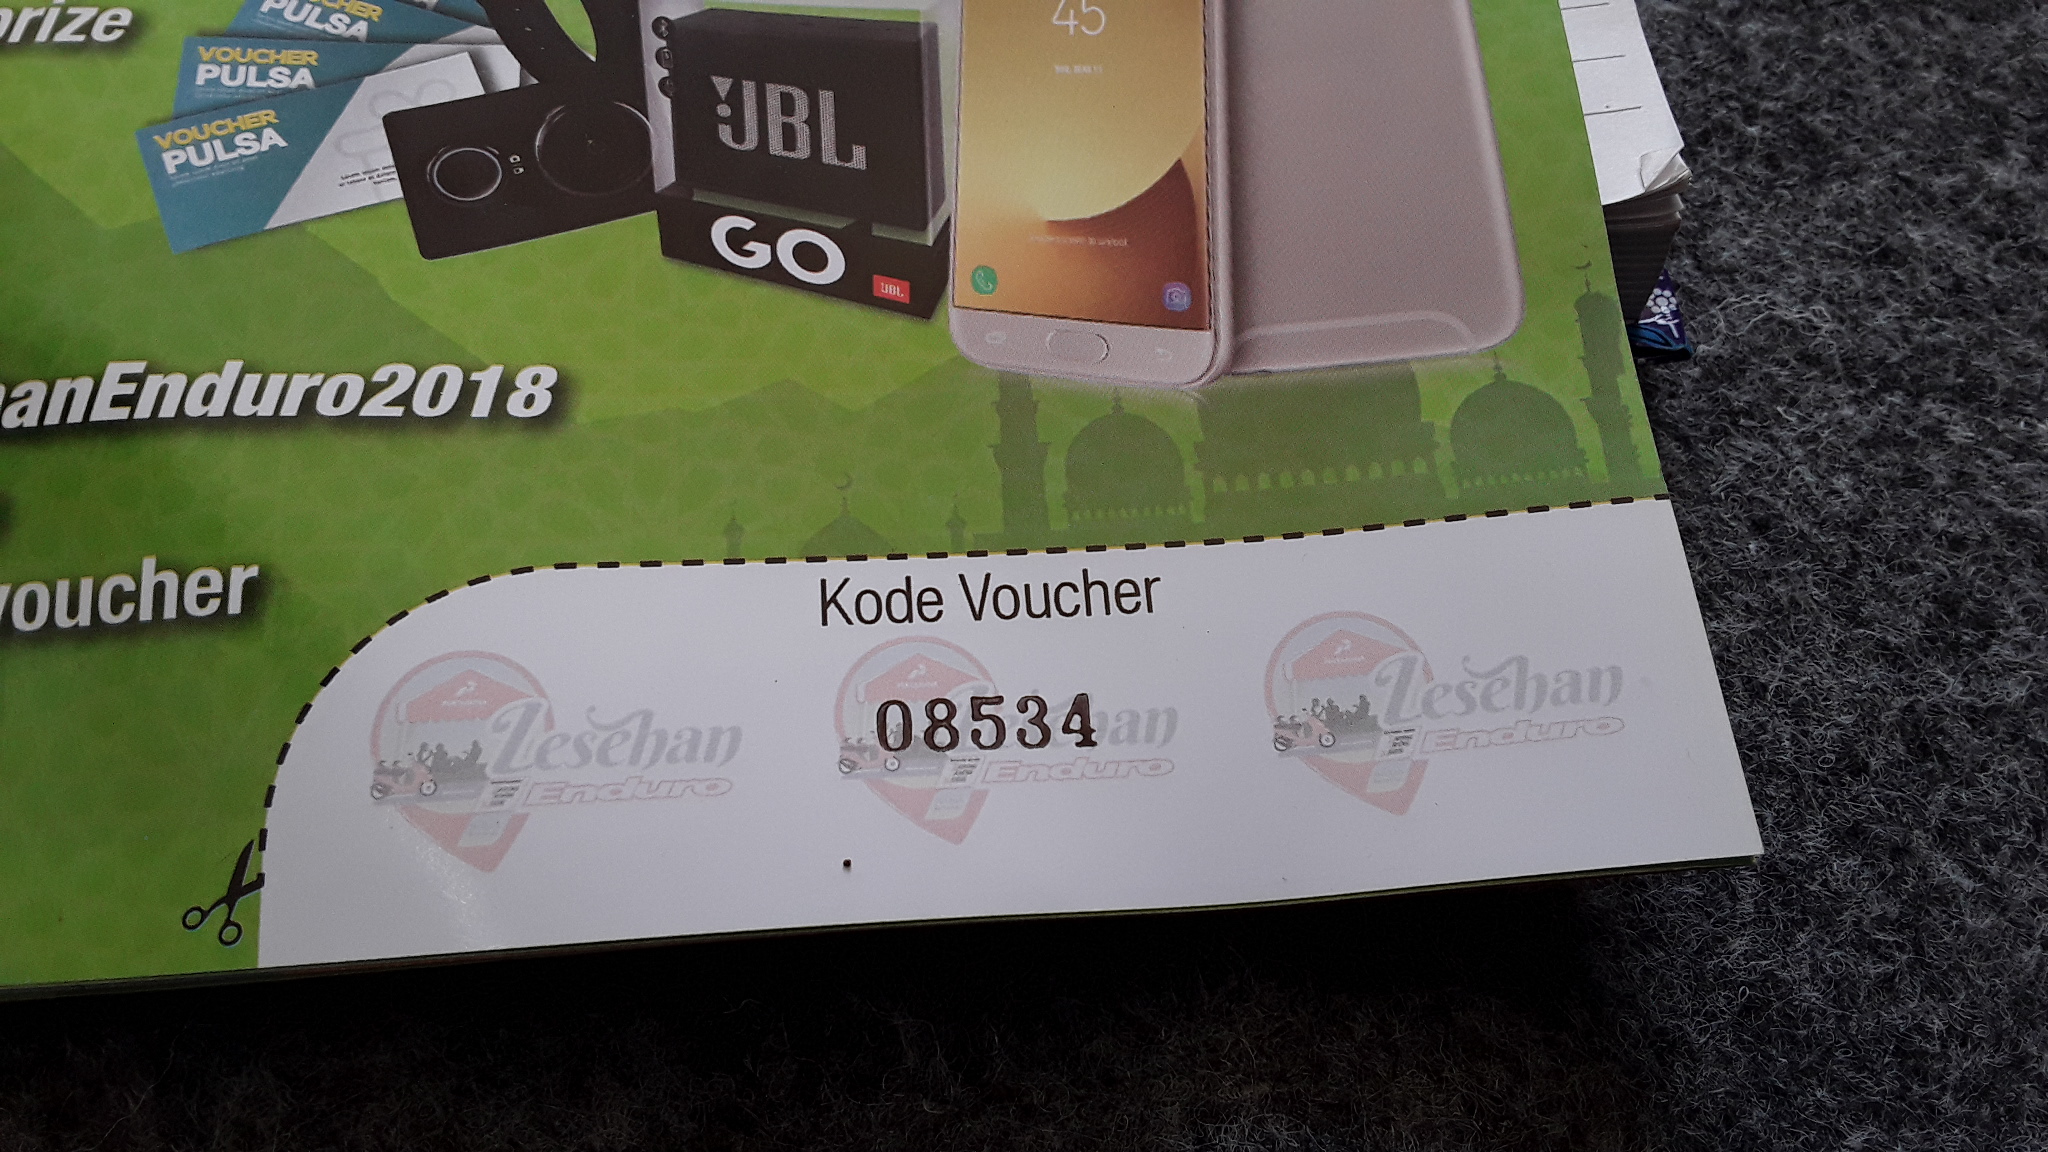 prize
VOUCHER
PULSA
VOUCHER
PULSA
VOUCHER
PULSA
JBL
GO
JBL
45
hanEnduro2018
voucher
Kode Voucher
08534
Lesehan
Enduro
Lesehan
Enduro
Lesehan
Enduro